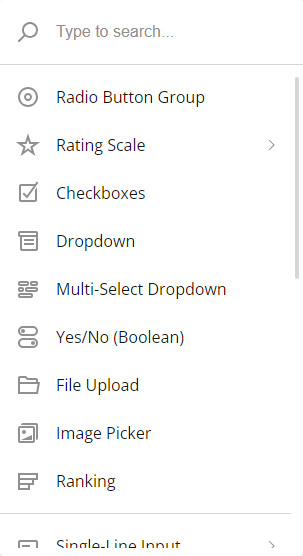 Type to search...
Radio Button Group
Rating Scale
Checkboxes
Dropdown
Multi-Select Dropdown
Yes/No (Boolean)
File Upload
Image Picker
Ranking
Single-Line Input